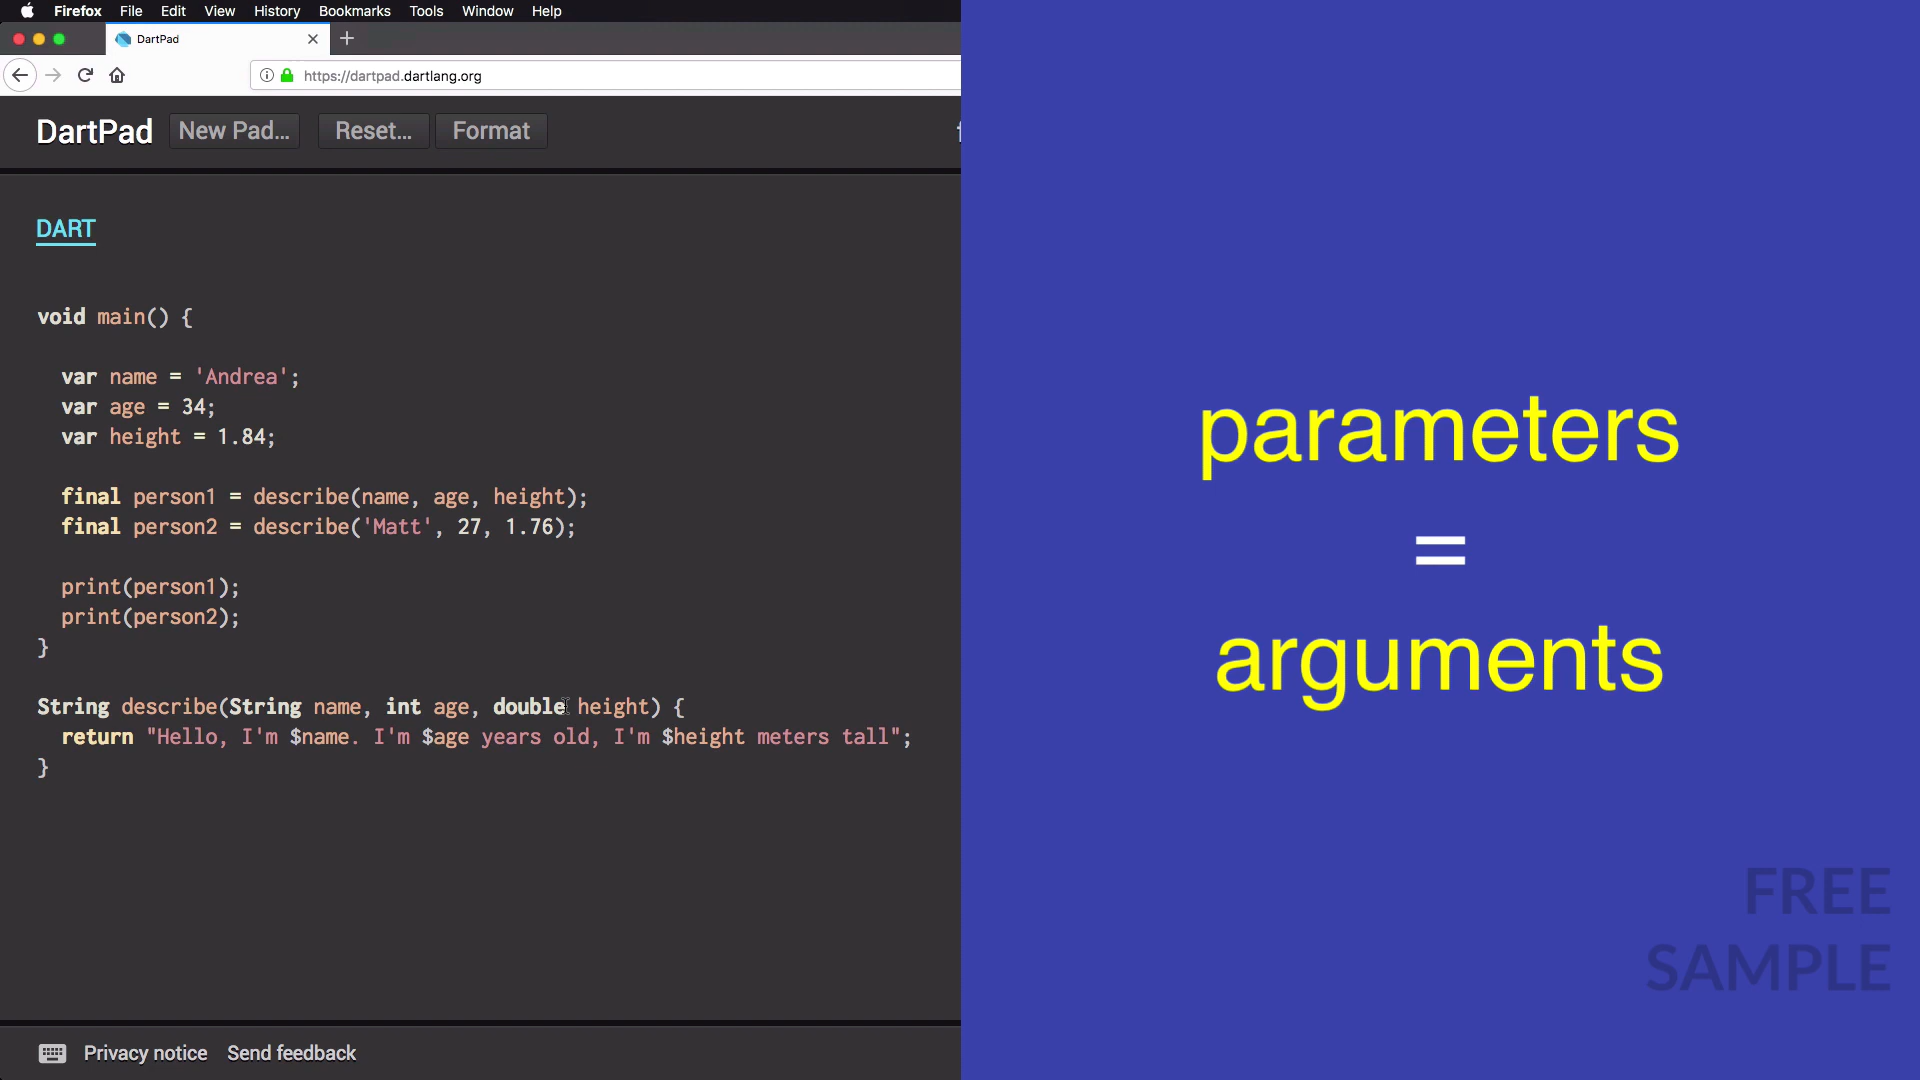 Firefox File Edit View History Bookmarks Tools Window Help
DartPad
https://dartpad.dartlang.org
DartPad New Pad... Reset... Format
DART
void main() {
var name = 'Andrea';
var age = 34;
var height = 1.84;
final person1 = describe(name, age, height);
final person2 = describe('Matt', 27, 1.76);
print(person1);
print(person2);
}
String describe(String name, int age, double height) {
return "Hello, I'm $name. I'm $age years old, I'm $height meters tall";
}
Privacy notice Send feedback
parameters
=
arguments
FREE
SAMPLE